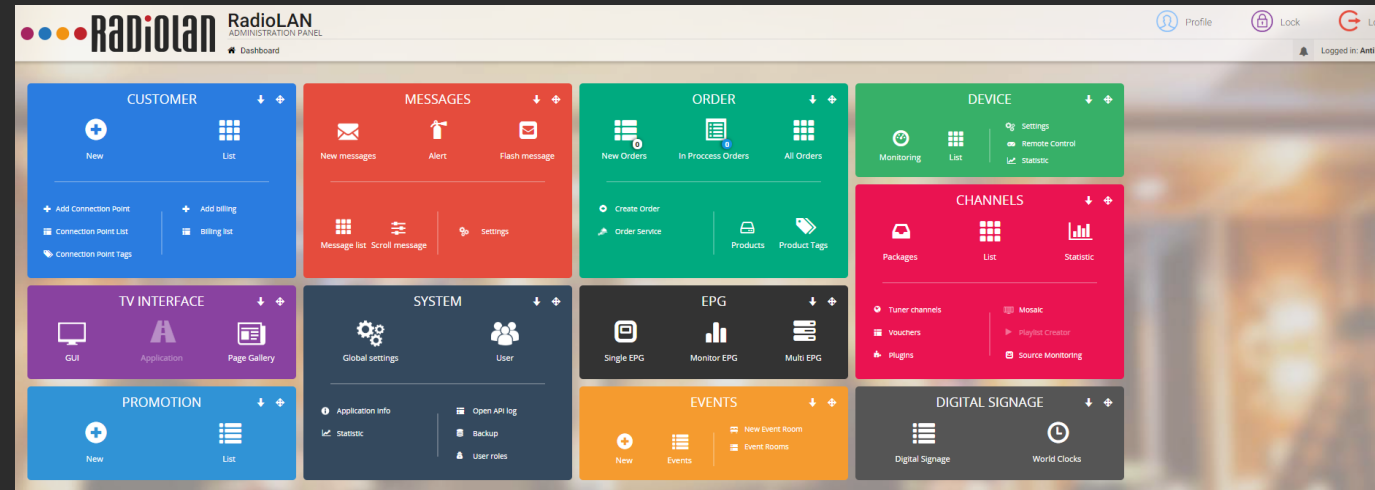 RaDiOlan
RadioLAN
ADMINISTRATION PANEL
Dashboard
Profile
Lock
Logged in: Anti
CUSTOMER
New
List
Add Connection Point
Add billing
Connection Point List
Billing list
Connection Point Tags
MESSAGES
New messages
Alert
Flash message
Message list
Scroll message
Settings
ORDER
0
0
New Orders
In Proccess Orders
All Orders
Create Order
Order Service
Products
Product Tags
DEVICE
Monitoring
List
Settings
Remote Control
Statistic
CHANNELS
Packages
List
Statistic
Tuner channels
Mosaic
Vouchers
Playlist Creator
Plugins
Source Monitoring
TV INTERFACE
GUI
Application
Page Gallery
SYSTEM
Global settings
User
Application info
Open API log
Statistic
Backup
User roles
EPG
Single EPG
Monitor EPG
Multi EPG
PROMOTION
New
List
EVENTS
New
Events
New Event Room
Event Rooms
DIGITAL SIGNAGE
Digital Signage
World Clocks